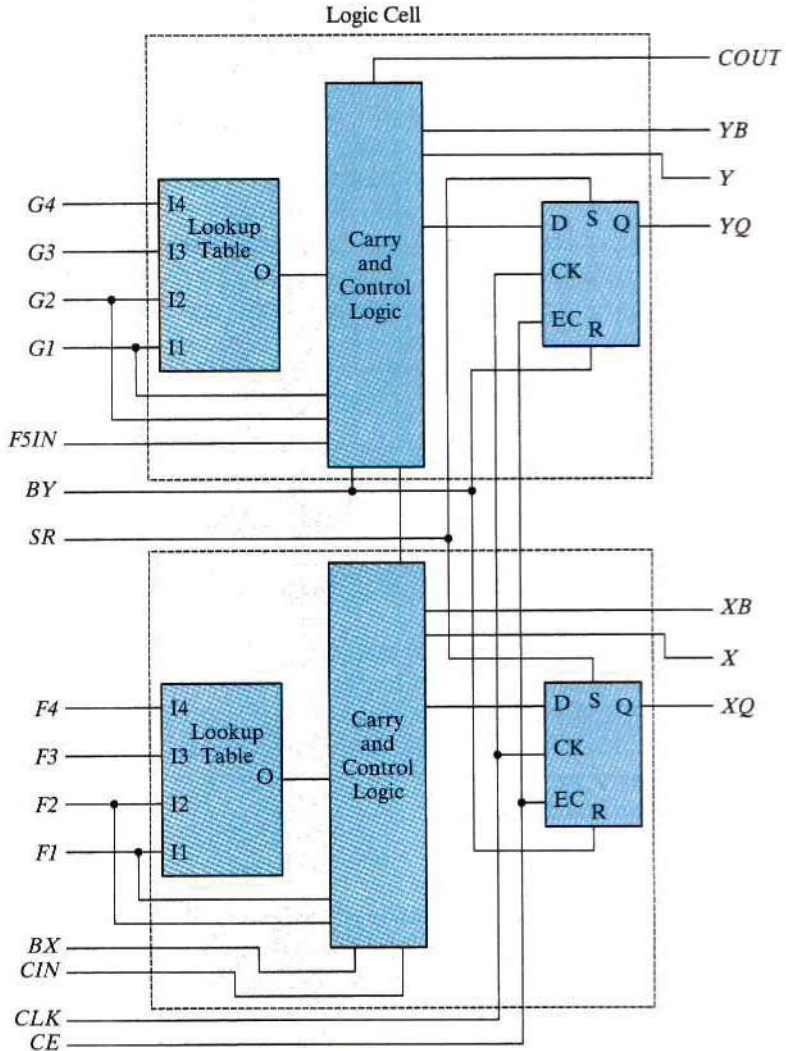 Logic Cell
COUT
YB
Y
G4
I4
Lookup
Table
D
S
Q
YQ
G3
I3
Carry
and
Control
Logic
O
CK
G2
I2
EC
R
G1
I1
F5IN
BY
SR
XB
X
F4
I4
Lookup
Table
D
S
Q
XQ
F3
I3
Carry
and
Control
Logic
O
CK
F2
I2
EC
R
F1
I1
BX
CIN
CLK
CE